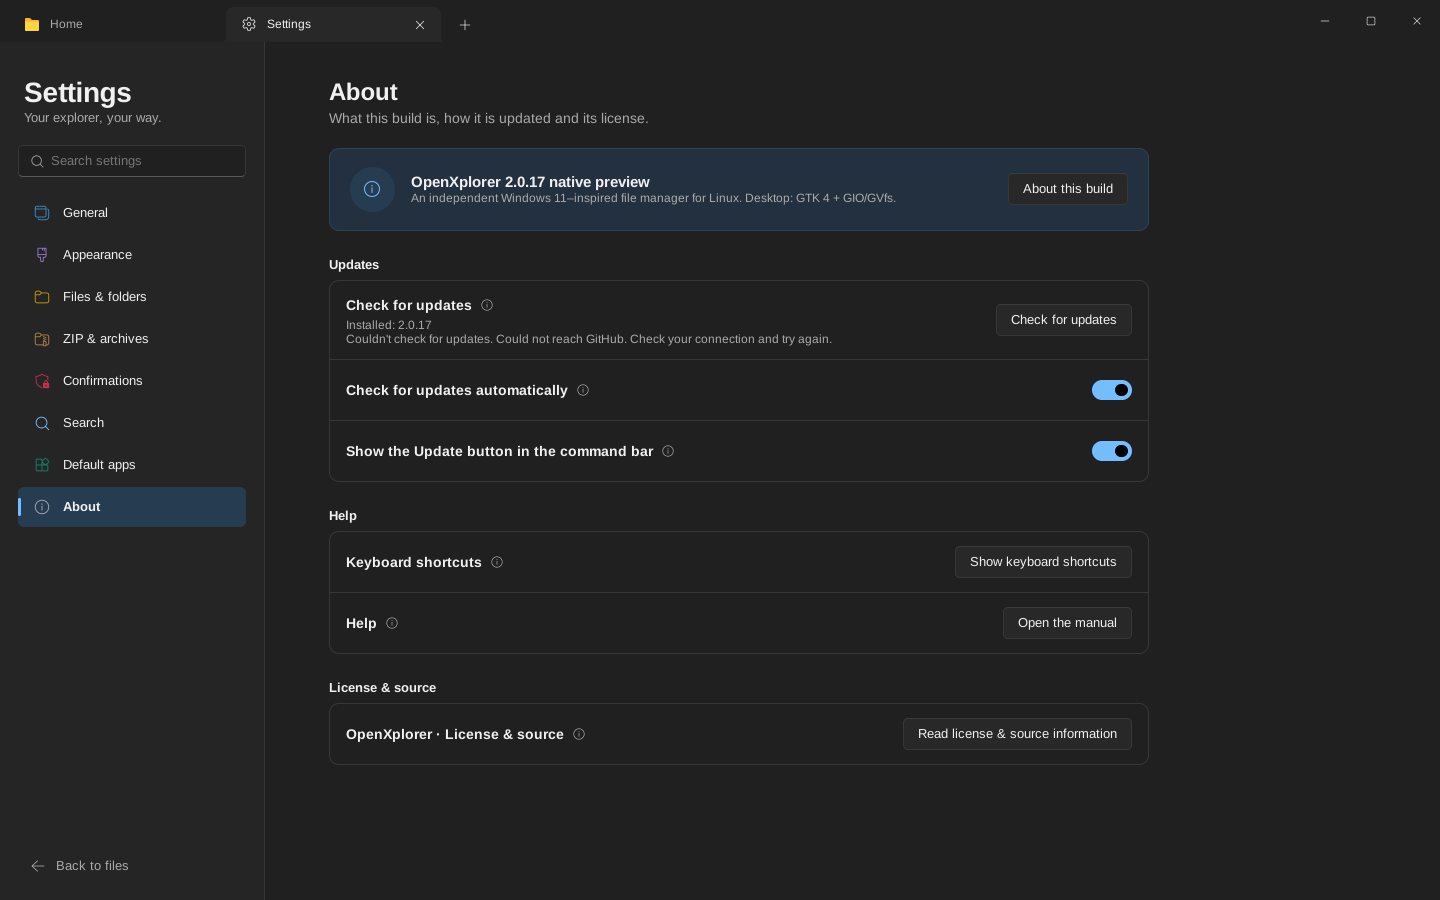 Home
Settings
Settings
Your explorer, your way.
Search settings
General
Appearance
Files & folders
ZIP & archives
Confirmations
Search
Default apps
About
Back to files
About
What this build is, how it is updated and its license.
OpenXplorer 2.0.17 native preview
An independent Windows 11–inspired file manager for Linux. Desktop: GTK 4 + GIO/GVfs.
About this build
Updates
Check for updates
Installed: 2.0.17
Couldn't check for updates. Could not reach GitHub. Check your connection and try again.
Check for updates
Check for updates automatically
Show the Update button in the command bar
Help
Keyboard shortcuts
Show keyboard shortcuts
Help
Open the manual
License & source
OpenXplorer · License & source
Read license & source information